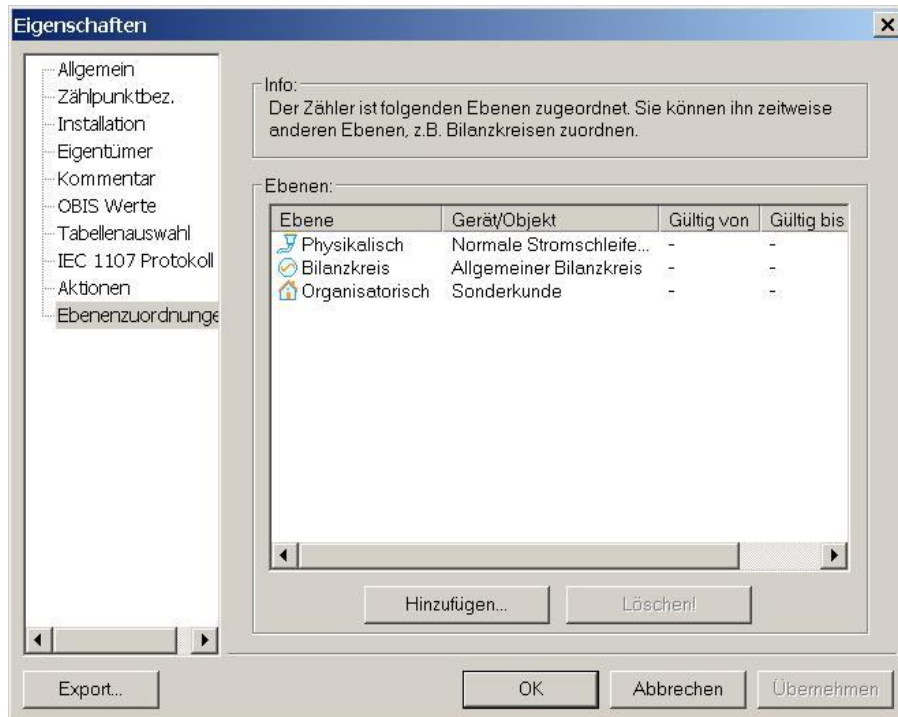 Eigenschaften
Allgemein
Zählpunktbez.
Installation
Eigentümer
Kommentar
OBIS Werte
Tabellenauswahl
IEC 1107 Protokoll
Aktionen
Ebenenzuordnunge
Info:
Der Zähler ist folgenden Ebenen zugeordnet. Sie können ihn zeitweise
anderen Ebenen, z.B. Bilanzkreisen zuordnen.
Ebenen:
Ebene Gerät/Objekt Gültig von Gültig bis
Physikalisch Normale Stromschleife... - -
Bilanzkreis Allgemeiner Bilanzkreis - -
Organisatorisch Sonderkunde - -
Hinzufügen... Löschen!
Export... OK Abbrechen Übernehmen